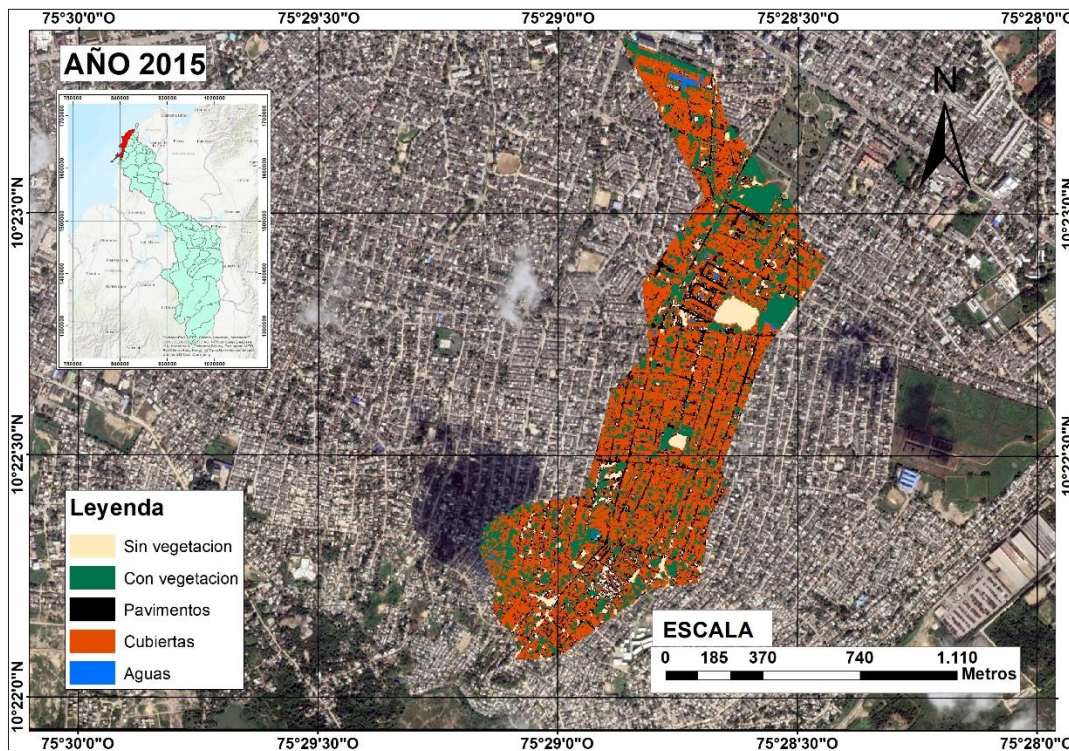 75°30'0"O 75°29'30"O 75°29'0"O 75°28'30"O 75°28'0"O
AÑO 2015
N
10°23'0"N
10°23'0"N
10°22'30"N
10°22'30"N
10°22'0"N
10°22'0"N
Leyenda
Sin vegetacion
Con vegetacion
Pavimentos
Cubiertas
Aguas
ESCALA
0 185 370 740 1.110
Metros
75°30'0"O 75°29'30"O 75°29'0"O 75°28'30"O 75°28'0"O